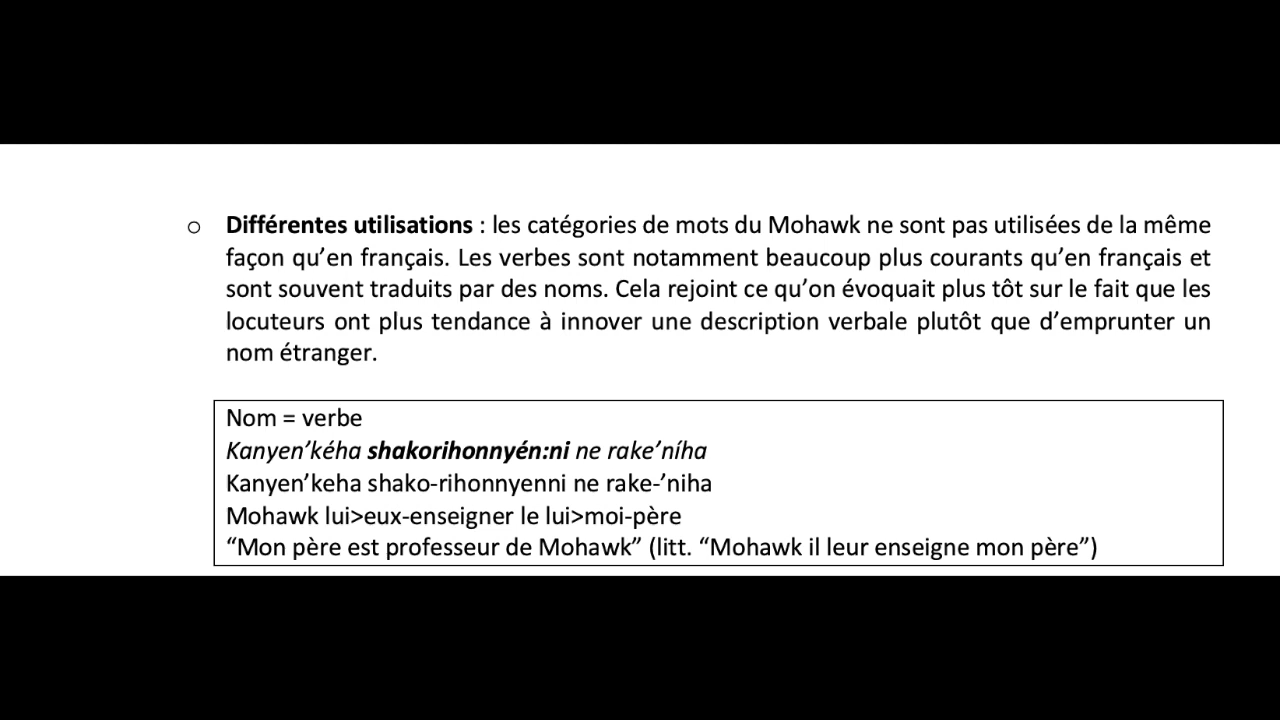 o Différentes utilisations : les catégories de mots du Mohawk ne sont pas utilisées de la même
façon qu’en français. Les verbes sont notamment beaucoup plus courants qu’en français et
sont souvent traduits par des noms. Cela rejoint ce qu’on évoquait plus tôt sur le fait que les
locuteurs ont plus tendance à innover une description verbale plutôt que d’emprunter un
nom étranger.
Nom = verbe
Kanyen’kéha shakorihonnyén:ni ne rake’níha
Kanyen’keha shako-rihonnyenni ne rake-’niha
Mohawk lui>eux-enseigner le lui>moi-père
“Mon père est professeur de Mohawk” (litt. “Mohawk il leur enseigne mon père”)